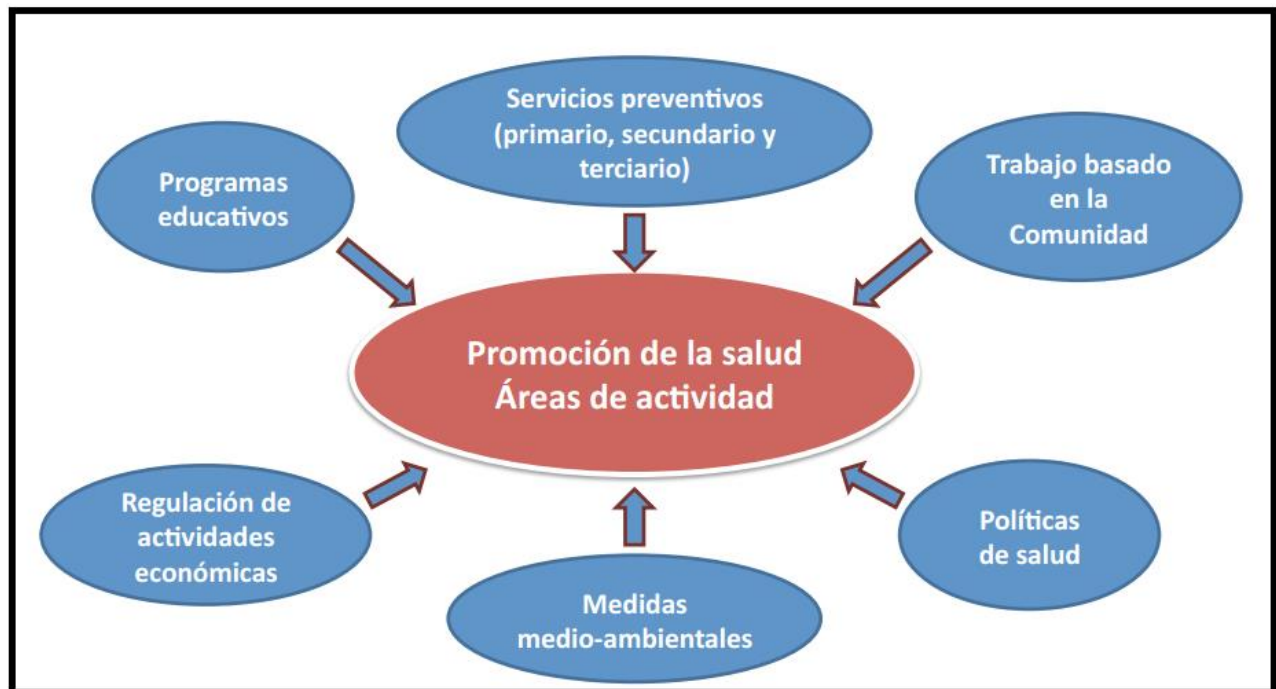 Servicios preventivos
(primario, secundario y
terciario)
Programas
educativos
Trabajo basado
en la
Comunidad
Promoción de la salud
Áreas de actividad
Regulación de
actividades
económicas
Políticas
de salud
Medidas
medio-ambientales